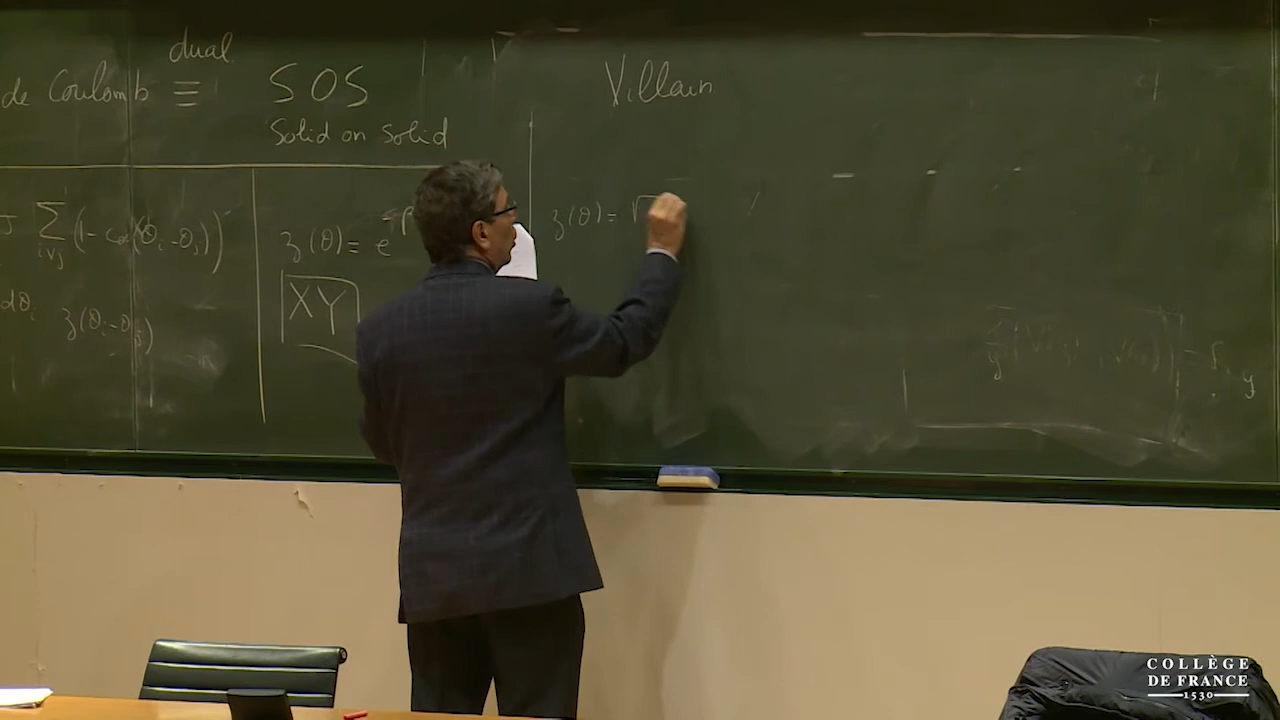 dual
de Coulomb ≡ SOS
Solid on Solid
Villain
J ∑ (1 - cos(θi - θj))
i∼j
dθi z(θi - θj)
z(θ) = e
XY
z(θ) = √
COLLÈGE
DE FRANCE
1530